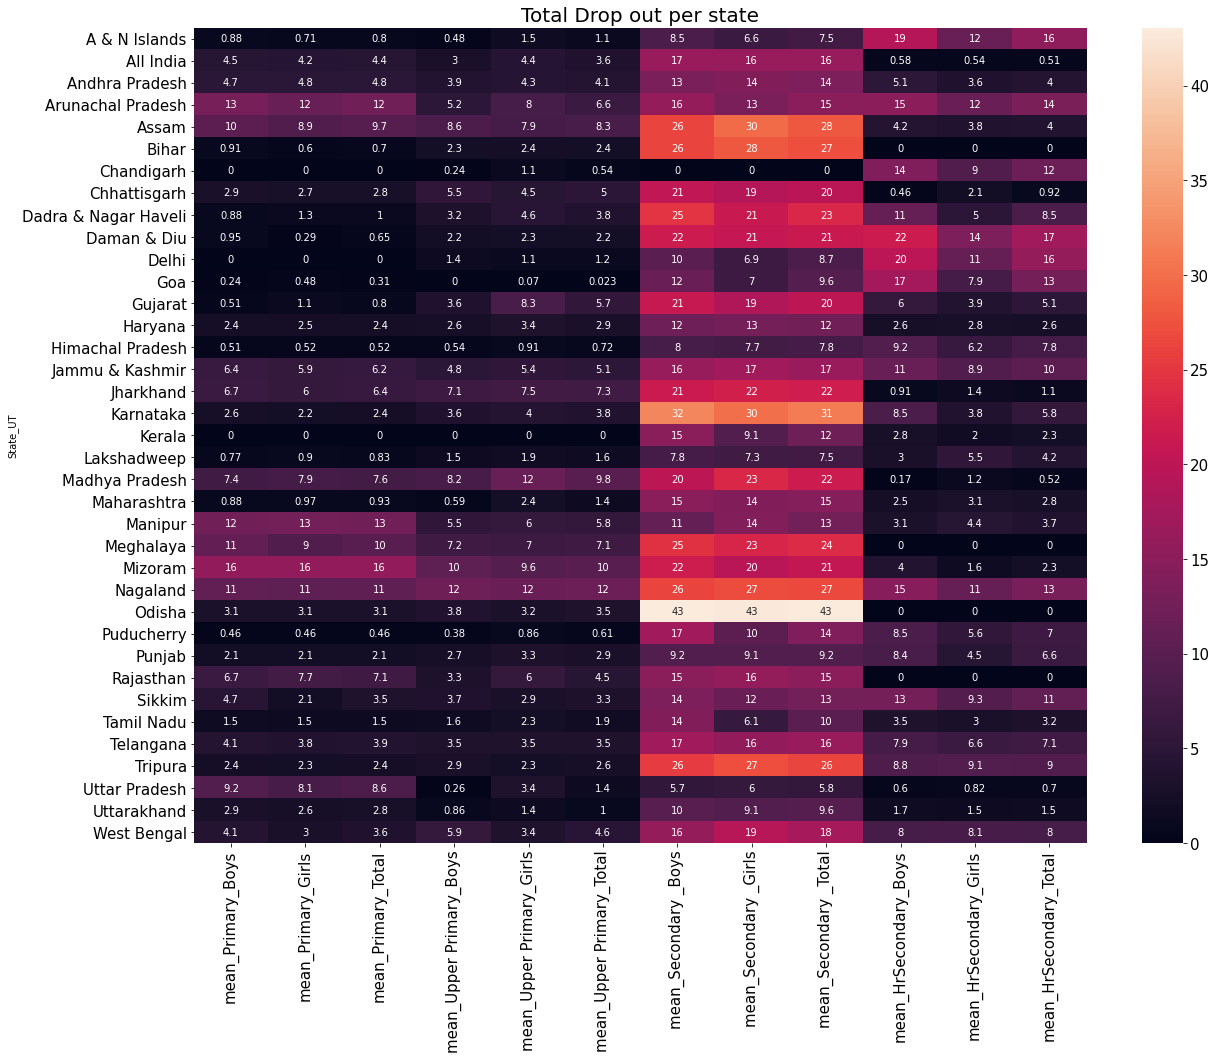 Total Drop out per state
State_UT
A & N Islands 0.88 0.71 0.8 0.48 1.5 1.1 8.5 6.6 7.5 19 12 16
All India 4.5 4.2 4.4 3 4.4 3.6 17 16 16 0.58 0.54 0.51
Andhra Pradesh 4.7 4.8 4.8 3.9 4.3 4.1 13 14 14 5.1 3.6 4
Arunachal Pradesh 13 12 12 5.2 8 6.6 16 13 15 15 12 14
Assam 10 8.9 9.7 8.6 7.9 8.3 26 30 28 4.2 3.8 4
Bihar 0.91 0.6 0.7 2.3 2.4 2.4 26 28 27 0 0 0
Chandigarh 0 0 0 0.24 1.1 0.54 0 0 0 14 9 12
Chhattisgarh 2.9 2.7 2.8 5.5 4.5 5 21 19 20 0.46 2.1 0.92
Dadra & Nagar Haveli 0.88 1.3 1 3.2 4.6 3.8 25 21 23 11 5 8.5
Daman & Diu 0.95 0.29 0.65 2.2 2.3 2.2 22 21 21 22 14 17
Delhi 0 0 0 1.4 1.1 1.2 10 6.9 8.7 20 11 16
Goa 0.24 0.48 0.31 0 0.07 0.023 12 7 9.6 17 7.9 13
Gujarat 0.51 1.1 0.8 3.6 8.3 5.7 21 19 20 6 3.9 5.1
Haryana 2.4 2.5 2.4 2.6 3.4 2.9 12 13 12 2.6 2.8 2.6
Himachal Pradesh 0.51 0.52 0.52 0.54 0.91 0.72 8 7.7 7.8 9.2 6.2 7.8
Jammu & Kashmir 6.4 5.9 6.2 4.8 5.4 5.1 16 17 17 11 8.9 10
Jharkhand 6.7 6 6.4 7.1 7.5 7.3 21 22 22 0.91 1.4 1.1
Karnataka 2.6 2.2 2.4 3.6 4 3.8 32 30 31 8.5 3.8 5.8
Kerala 0 0 0 0 0 0 15 9.1 12 2.8 2 2.3
Lakshadweep 0.77 0.9 0.83 1.5 1.9 1.6 7.8 7.3 7.5 3 5.5 4.2
Madhya Pradesh 7.4 7.9 7.6 8.2 12 9.8 20 23 22 0.17 1.2 0.52
Maharashtra 0.88 0.97 0.93 0.59 2.4 1.4 15 14 15 2.5 3.1 2.8
Manipur 12 13 13 5.5 6 5.8 11 14 13 3.1 4.4 3.7
Meghalaya 11 9 10 7.2 7 7.1 25 23 24 0 0 0
Mizoram 16 16 16 10 9.6 10 22 20 21 4 1.6 2.3
Nagaland 11 11 11 12 12 12 26 27 27 15 11 13
Odisha 3.1 3.1 3.1 3.8 3.2 3.5 43 43 43 0 0 0
Puducherry 0.46 0.46 0.46 0.38 0.86 0.61 17 10 14 8.5 5.6 7
Punjab 2.1 2.1 2.1 2.7 3.3 2.9 9.2 9.1 9.2 8.4 4.5 6.6
Rajasthan 6.7 7.7 7.1 3.3 6 4.5 15 16 15 0 0 0
Sikkim 4.7 2.1 3.5 3.7 2.9 3.3 14 12 13 13 9.3 11
Tamil Nadu 1.5 1.5 1.5 1.6 2.3 1.9 14 6.1 10 3.5 3 3.2
Telangana 4.1 3.8 3.9 3.5 3.5 3.5 17 16 16 7.9 6.6 7.1
Tripura 2.4 2.3 2.4 2.9 2.3 2.6 26 27 26 8.8 9.1 9
Uttar Pradesh 9.2 8.1 8.6 0.26 3.4 1.4 5.7 6 5.8 0.6 0.82 0.7
Uttarakhand 2.9 2.6 2.8 0.86 1.4 1 10 9.1 9.6 1.7 1.5 1.5
West Bengal 4.1 3 3.6 5.9 3.4 4.6 16 19 18 8 8.1 8
mean_Primary_Boys
mean_Primary_Girls
mean_Primary_Total
mean_Upper Primary_Boys
mean_Upper Primary_Girls
mean_Upper Primary_Total
mean_Secondary _Boys
mean_Secondary _Girls
mean_Secondary _Total
mean_HrSecondary_Boys
mean_HrSecondary_Girls
mean_HrSecondary_Total
40
35
30
25
20
15
10
5
0